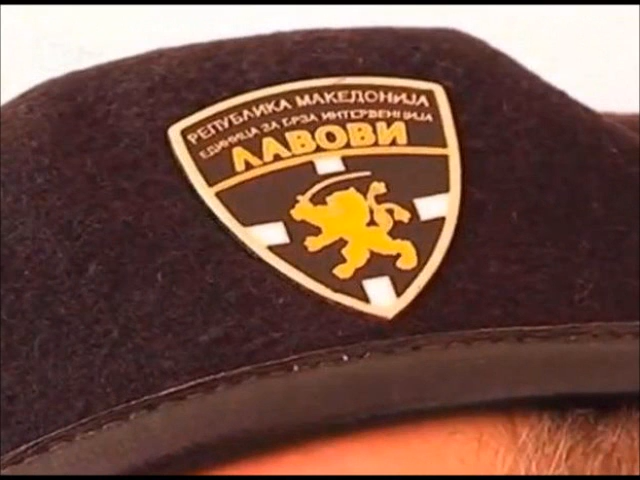 РЕПУБЛИКА МАКЕДОНИЈА
ЕДИНИЦА ЗА БРЗА ИНТЕРВЕНЦИЈА
ЛАВОВИ